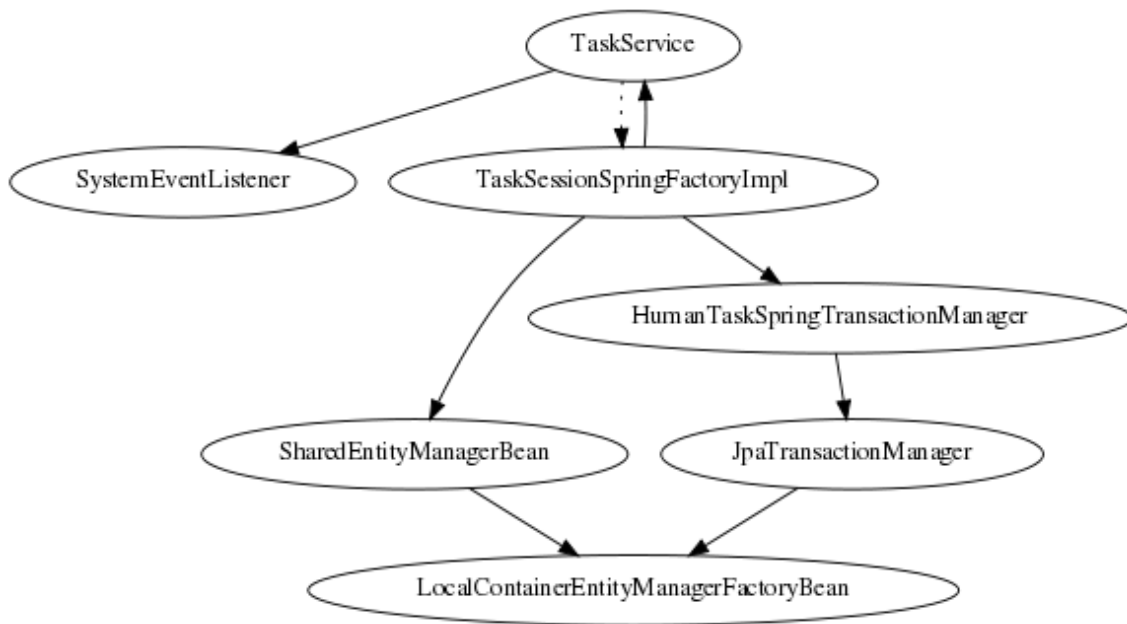 TaskService
SystemEventListener
TaskSessionSpringFactoryImpl
HumanTaskSpringTransactionManager
SharedEntityManagerBean
JpaTransactionManager
LocalContainerEntityManagerFactoryBean